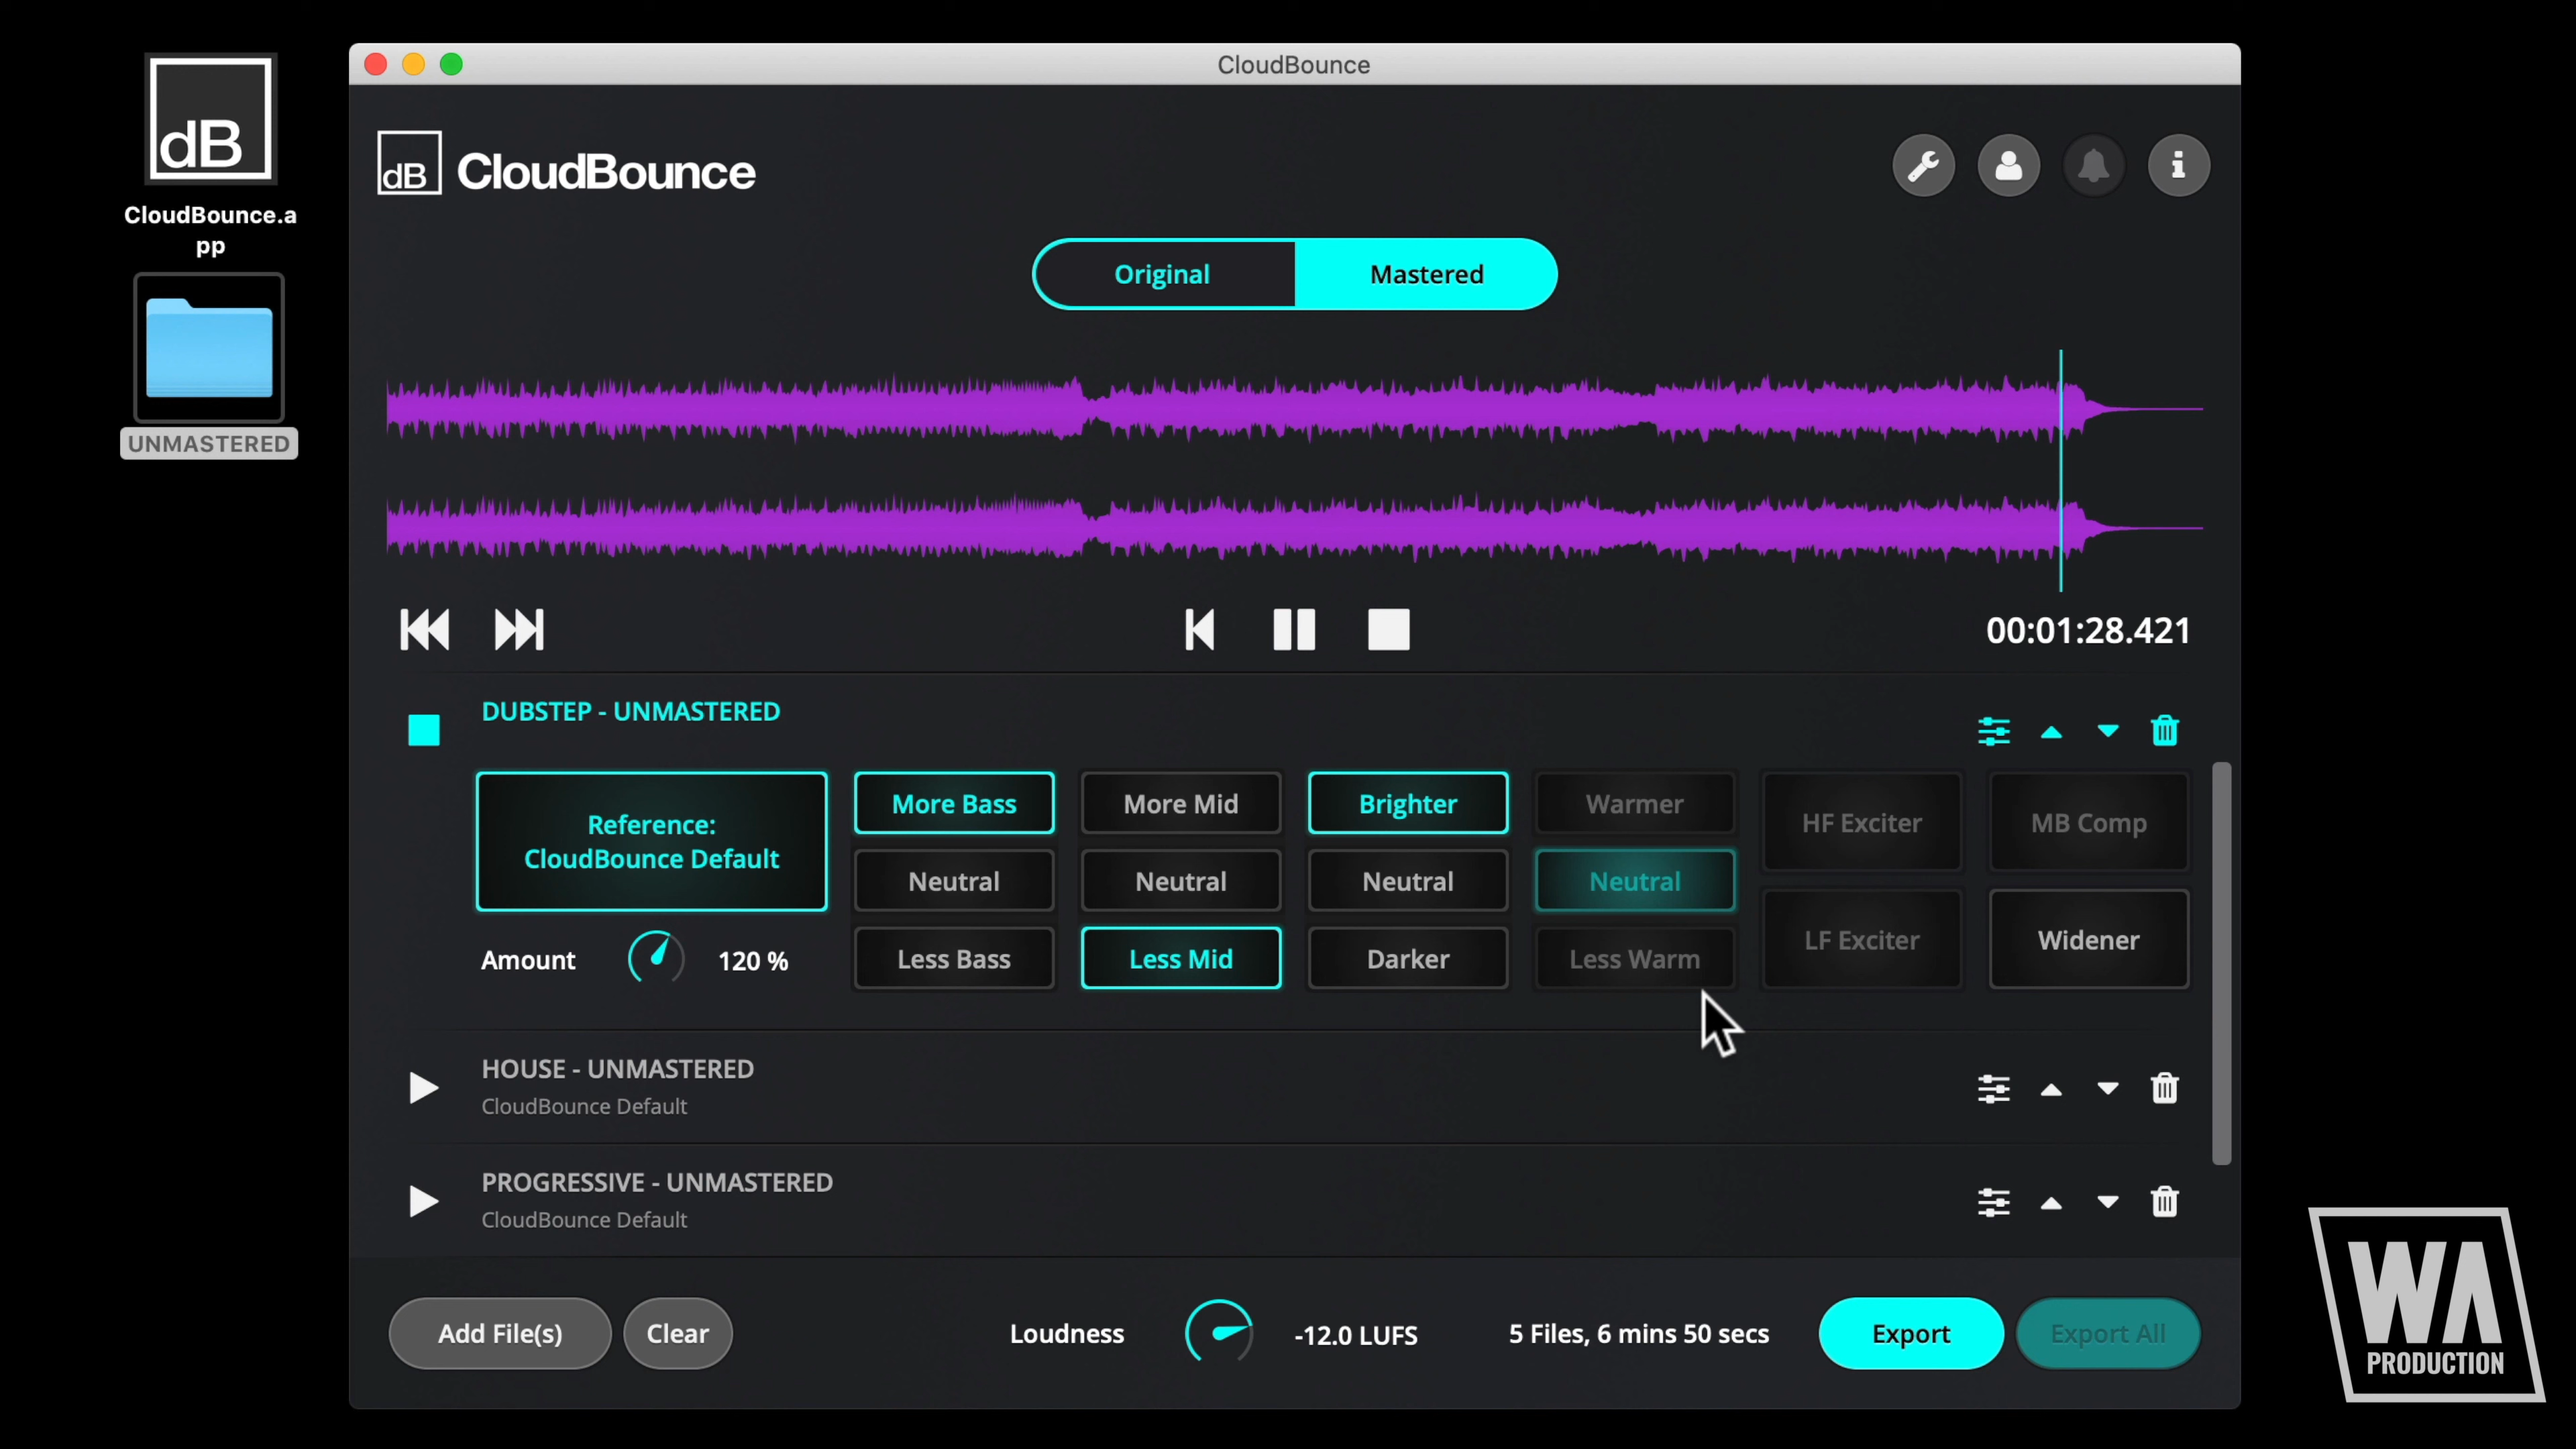 CloudBounce
dB
CloudBounce.a
pp
UNMASTERED
dB CloudBounce
i
Original Mastered
00:01:28.421
DUBSTEP - UNMASTERED
Reference:
CloudBounce Default
Amount 120 %
More Bass More Mid Brighter Warmer HF Exciter MB Comp
Neutral Neutral Neutral Neutral
Less Bass Less Mid Darker Less Warm LF Exciter Widener
HOUSE - UNMASTERED
CloudBounce Default
PROGRESSIVE - UNMASTERED
CloudBounce Default
Add File(s) Clear Loudness -12.0 LUFS 5 Files, 6 mins 50 secs Export Export All
WA
PRODUCTION